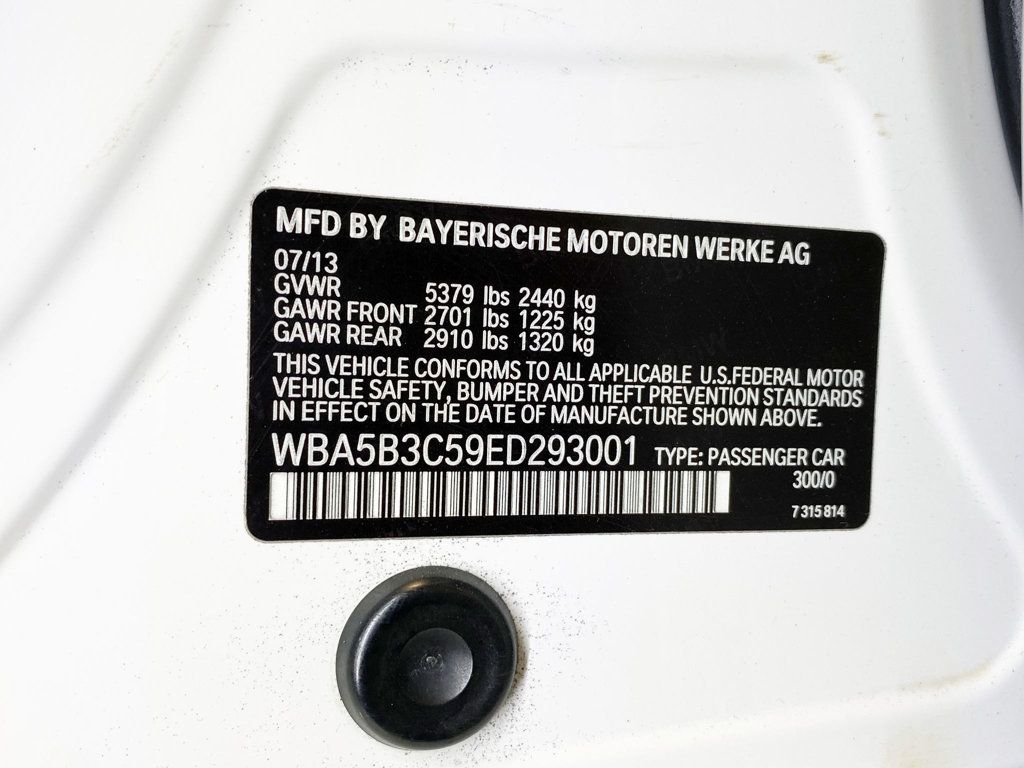 MFD BY BAYERISCHE MOTOREN WERKE AG
07/13
GVWR 5379 lbs 2440 kg
GAWR FRONT 2701 lbs 1225 kg
GAWR REAR 2910 lbs 1320 kg
THIS VEHICLE CONFORMS TO ALL APPLICABLE U.S.FEDERAL MOTOR
VEHICLE SAFETY, BUMPER AND THEFT PREVENTION STANDARDS
IN EFFECT ON THE DATE OF MANUFACTURE SHOWN ABOVE.
WBA5B3C59ED293001 TYPE: PASSENGER CAR
300/0
7 315 814